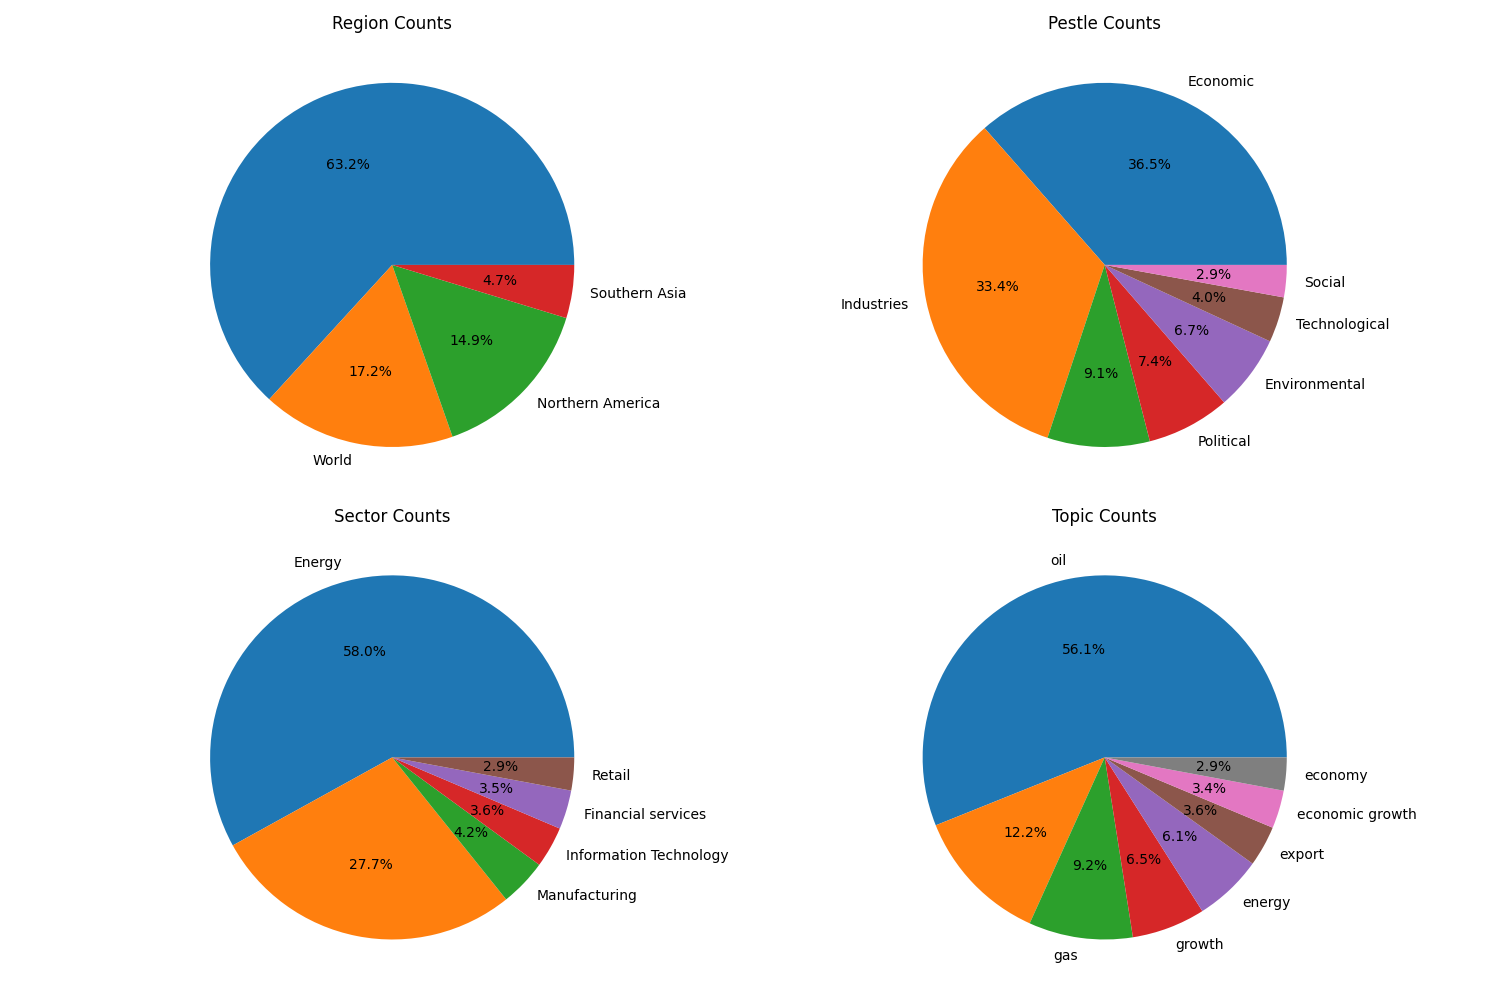 Region Counts
63.2%
4.7%
Southern Asia
14.9%
17.2%
Northern America
World
Pestle Counts
Economic
36.5%
33.4%
Industries
2.9%
Social
4.0%
Technological
6.7%
7.4%
9.1%
Environmental
Political
Sector Counts
Energy
58.0%
2.9%
Retail
3.5%
Financial services
3.6%
4.2%
Information Technology
27.7%
Manufacturing
Topic Counts
oil
56.1%
2.9%
economy
3.4%
economic growth
3.6%
12.2%
6.1%
export
6.5%
9.2%
energy
growth
gas